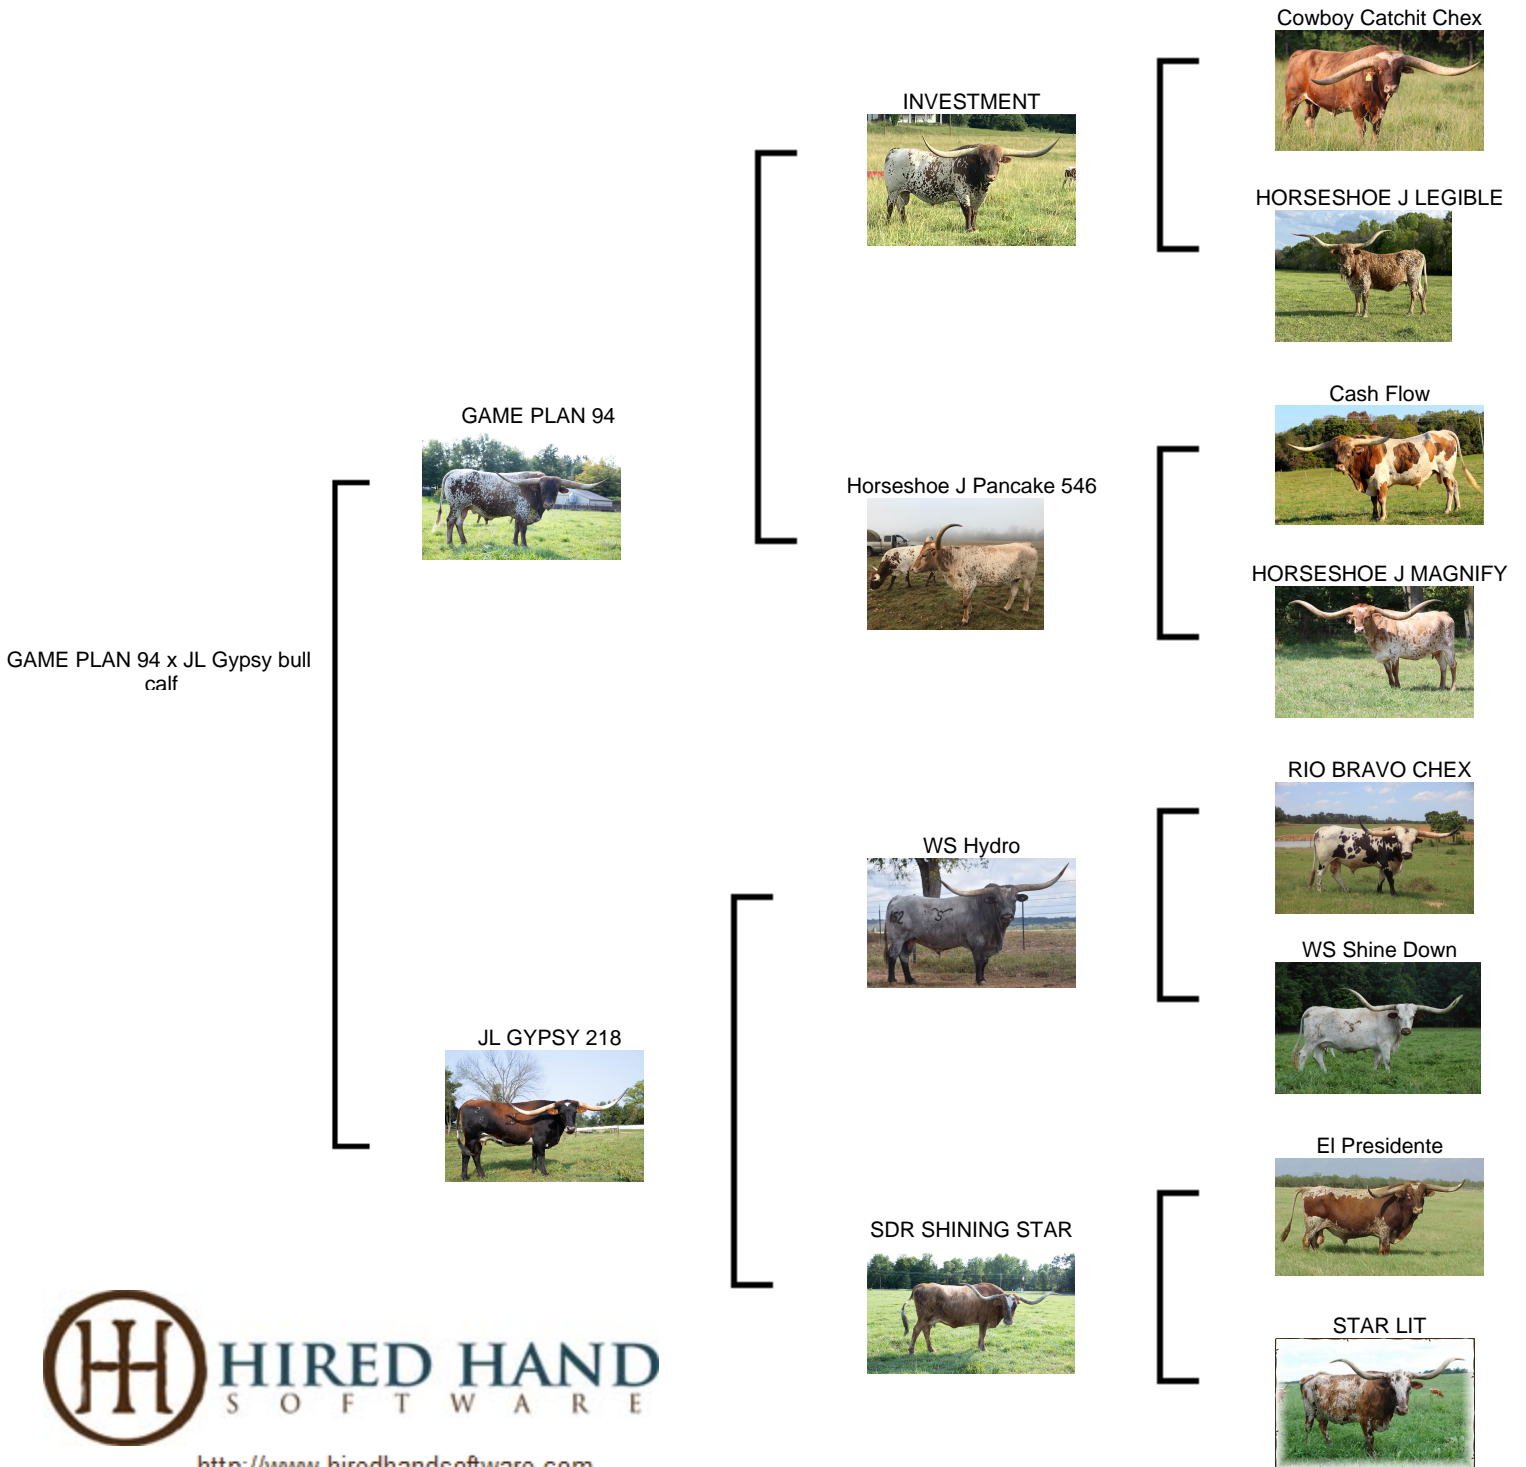 Cowboy Catchit Chex
INVESTMENT
HORSESHOE J LEGIBLE
GAME PLAN 94
Cash Flow
Horseshoe J Pancake 546
HORSESHOE J MAGNIFY
GAME PLAN 94 x JL Gypsy bull
calf
RIO BRAVO CHEX
WS Hydro
WS Shine Down
JL GYPSY 218
El Presidente
SDR SHINING STAR
STAR LIT
HIRED HAND
SOFTWARE
http://www.hiredhandsoftware.com